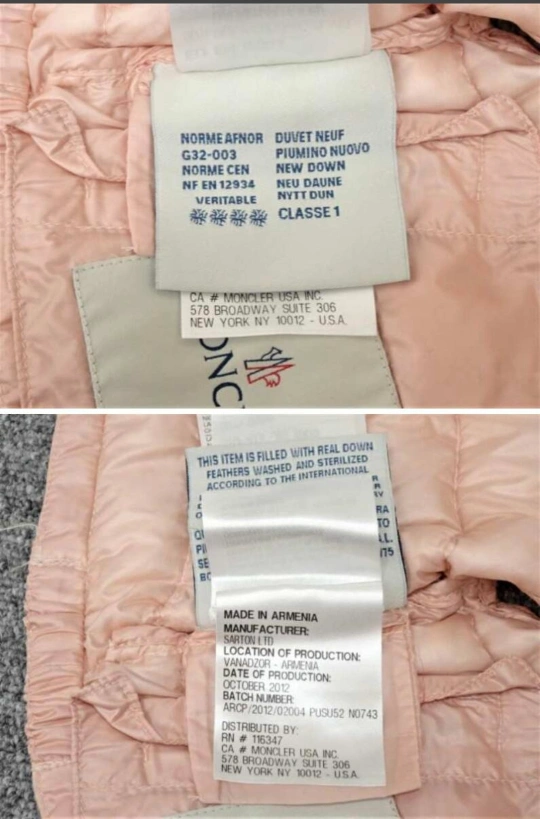 NORME AFNOR
G32-003
NORME CEN
NF EN 12934
VERITABLE
DUVET NEUF
PIUMINO NUOVO
NEW DOWN
NEU DAUNE
NYTT DUN
CLASSE 1
CA # MONCLER USA INC.
578 BROADWAY SUITE 306
NEW YORK NY 10012 - U.S.A.
ONC
THIS ITEM IS FILLED WITH REAL DOWN
FEATHERS WASHED AND STERILIZED
ACCORDING TO THE INTERNATIONAL
MADE IN ARMENIA
MANUFACTURER:
SARTON LTD
LOCATION OF PRODUCTION:
VANADZOR - ARMENIA
DATE OF PRODUCTION:
OCTOBER 2012
BATCH NUMBER:
ARCP/2012/02004 PUSU52 N0743
DISTRIBUTED BY:
RN # 116347
CA # MONCLER USA INC.
578 BROADWAY SUITE 306
NEW YORK NY 10012 - U.S.A.